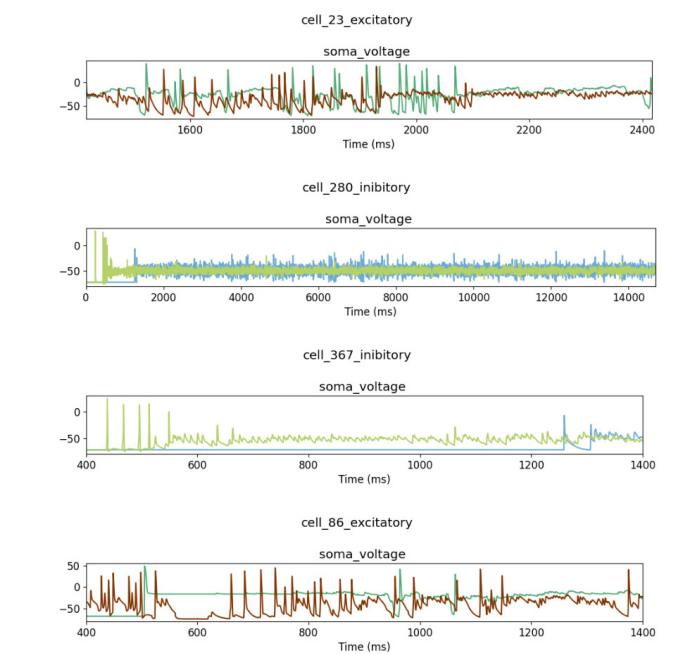 cell_23_excitatory
soma_voltage
0
−50
1600 1800 2000 2200 2400
Time (ms)
cell_280_inibitory
soma_voltage
0
−50
0 2000 4000 6000 8000 10000 12000 14000
Time (ms)
cell_367_inibitory
soma_voltage
0
−50
400 600 800 1000 1200 1400
Time (ms)
cell_86_excitatory
soma_voltage
50
0
−50
400 600 800 1000 1200 1400
Time (ms)